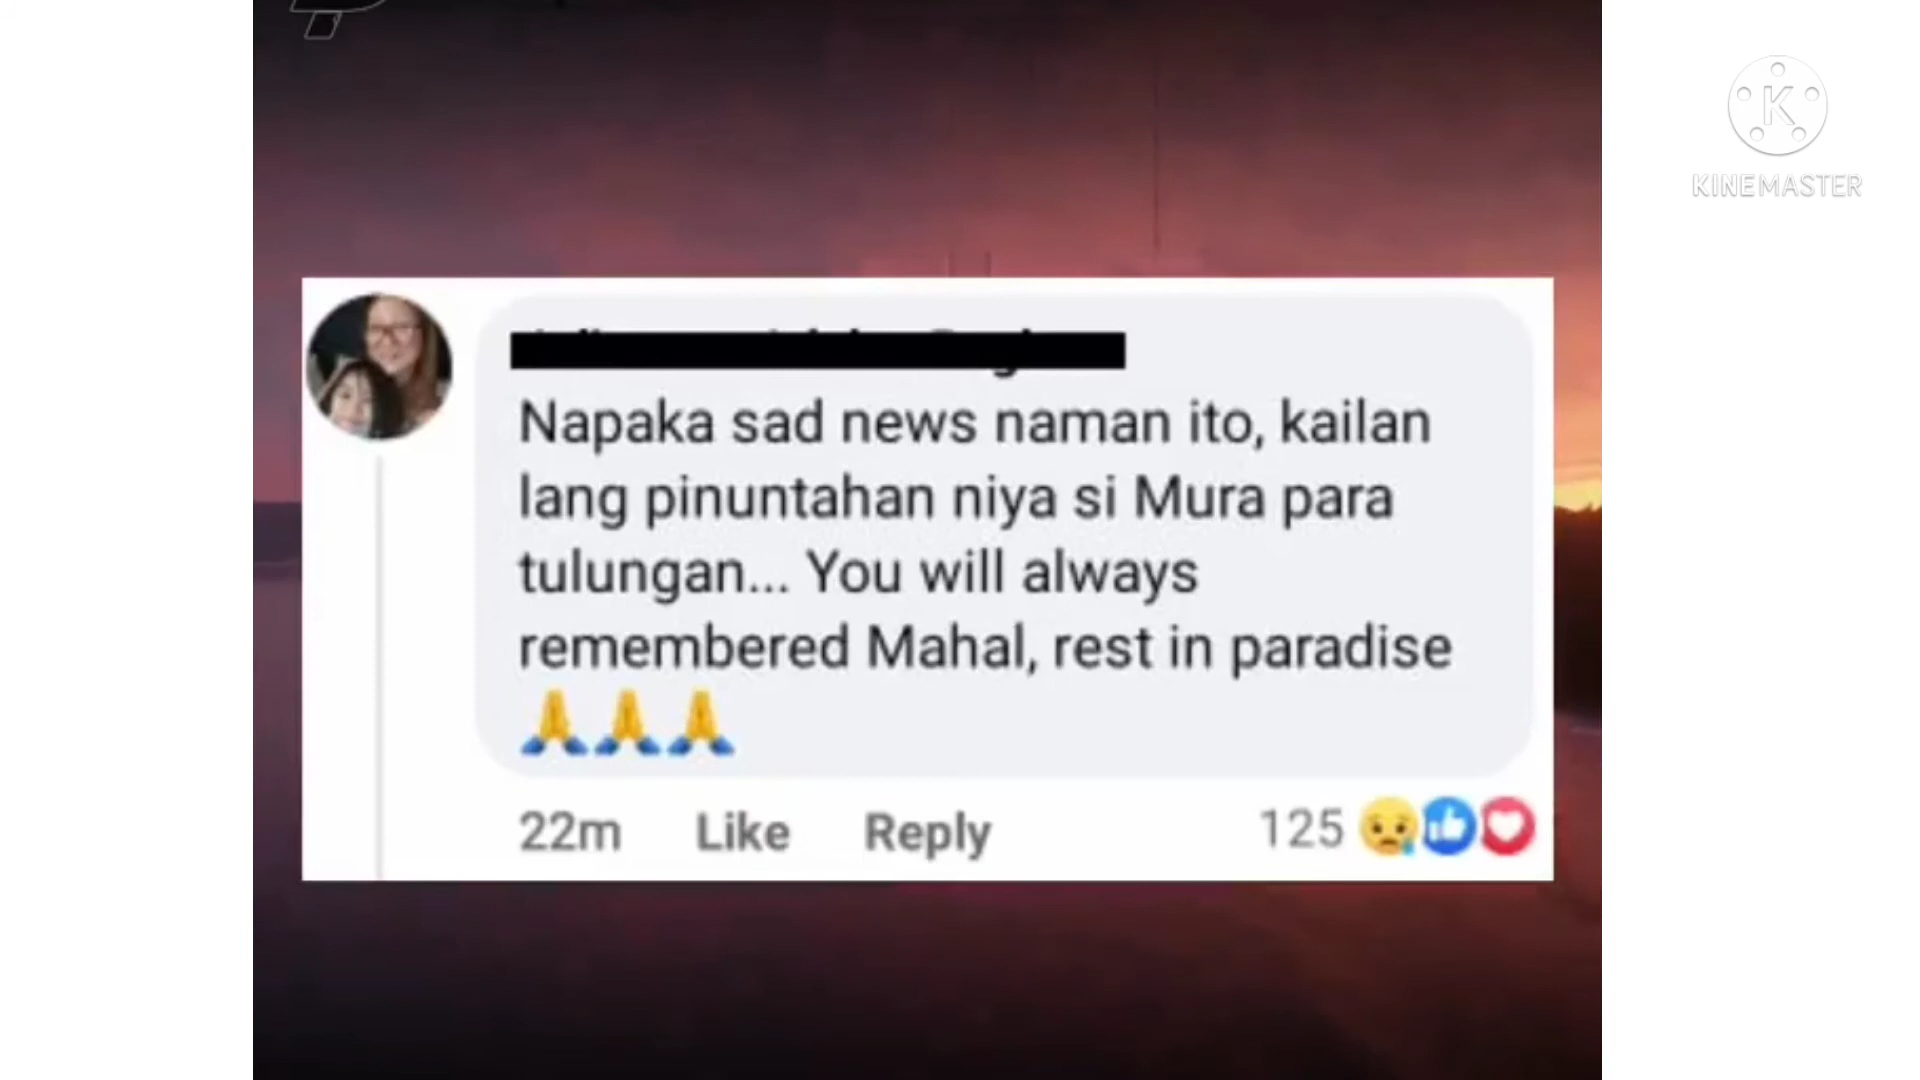 K
KINEMASTER
Napaka sad news naman ito, kailan
lang pinuntahan niya si Mura para
tulungan... You will always
remembered Mahal, rest in paradise
🙏🙏🙏
22m Like Reply 125